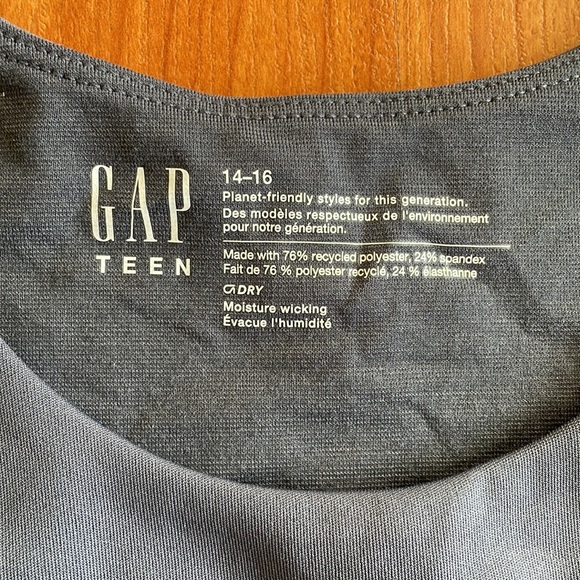 GAP
TEEN
14–16
Planet-friendly styles for this generation.
Des modèles respectueux de l'environnement
pour notre génération.
Made with 76% recycled polyester, 24% spandex
Fait de 76 % polyester recyclé, 24 % élasthanne
DRY
Moisture wicking
Évacue l'humidité